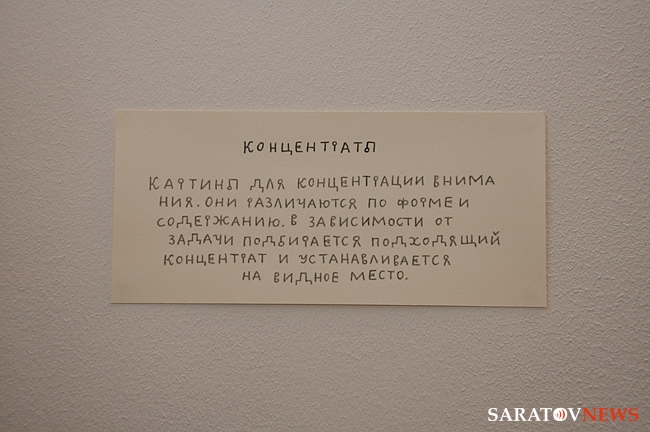 КОНЦЕНТРАТЫ
КАРТИНЫ ДЛЯ КОНЦЕНТРАЦИИ ВНИМА
НИЯ. ОНИ РАЗЛИЧАЮТСЯ ПО ФОРМЕ И
СОДЕРЖАНИЮ. В ЗАВИСИМОСТИ ОТ
ЗАДАЧИ ПОДБИРАЕТСЯ ПОДХОДЯЩИЙ
КОНЦЕНТРАТ И УСТАНАВЛИВАЕТСЯ
НА ВИДНОЕ МЕСТО.
SARATOVNEWS